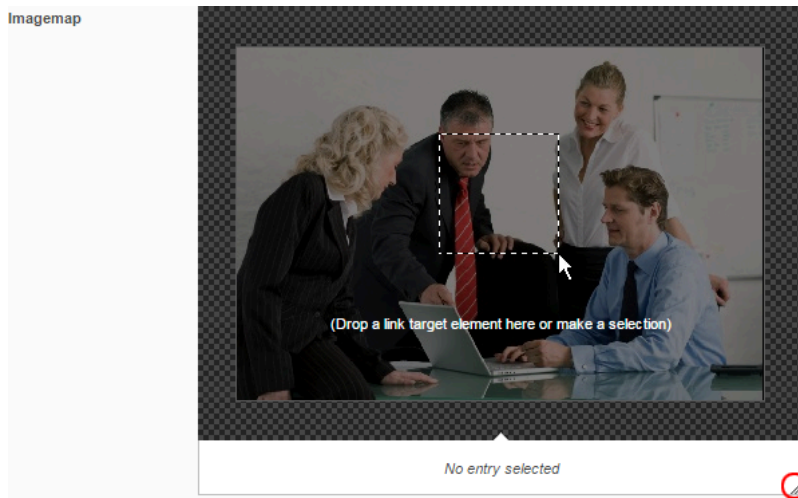 Imagemap
(Drop a link target element here or make a selection)
No entry selected